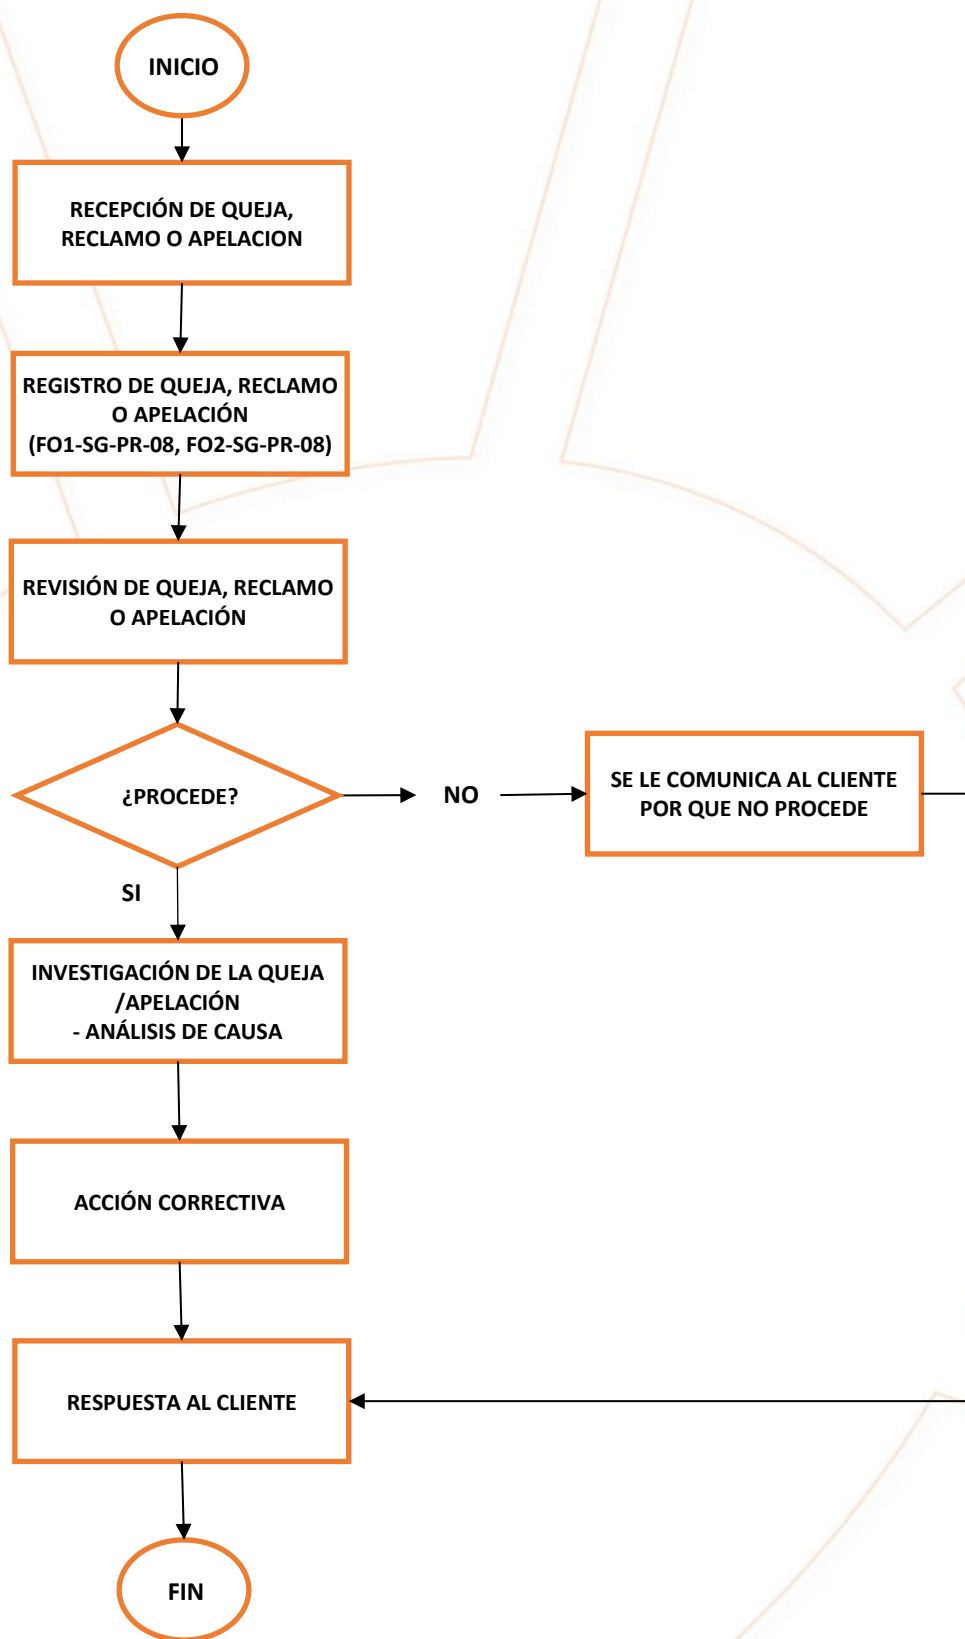 INICIO
RECEPCIÓN DE QUEJA,
RECLAMO O APELACION
REGISTRO DE QUEJA, RECLAMO
O APELACIÓN
(FO1-SG-PR-08, FO2-SG-PR-08)
REVISIÓN DE QUEJA, RECLAMO
O APELACIÓN
¿PROCEDE?
NO
SE LE COMUNICA AL CLIENTE
POR QUE NO PROCEDE
SI
INVESTIGACIÓN DE LA QUEJA
/APELACIÓN
- ANÁLISIS DE CAUSA
ACCIÓN CORRECTIVA
RESPUESTA AL CLIENTE
FIN